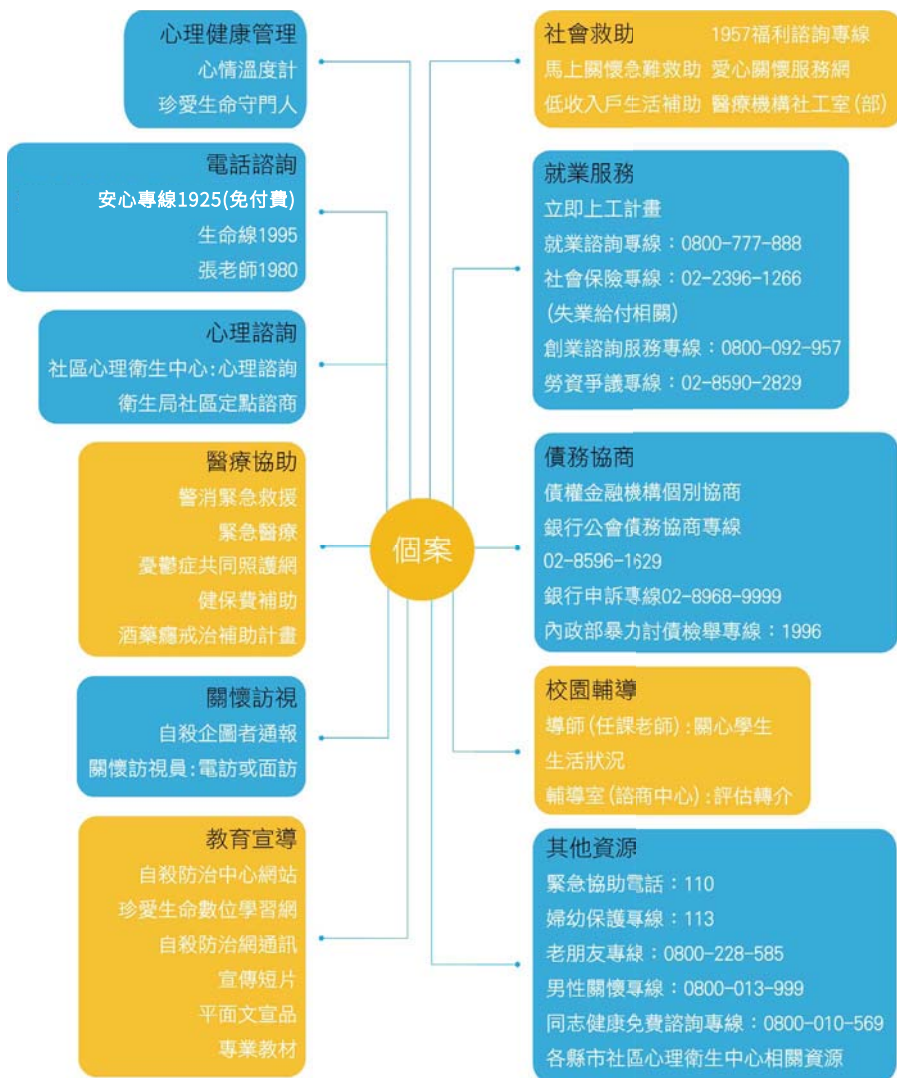 心理健康管理
心情溫度計
珍愛生命守門人
電話諮詢
安心專線1925(免付費)
生命線1995
張老師1980
心理諮詢
社區心理衛生中心:心理諮詢
衛生局社區定點諮商
醫療協助
警消緊急救援
緊急醫療
憂鬱症共同照護網
健保費補助
酒藥癮戒治補助計畫
關懷訪視
自殺企圖者通報
關懷訪視員:電訪或面訪
教育宣導
自殺防治中心網站
珍愛生命數位學習網
自殺防治網通訊
宣傳短片
平面文宣品
專業教材
個案
社會救助 1957福利諮詢專線
馬上關懷急難救助 愛心關懷服務網
低收入戶生活補助 醫療機構社工室(部)
就業服務
立即上工計畫
就業諮詢專線：0800-777-888
社會保險專線：02-2396-1266
(失業給付相關)
創業諮詢服務專線：0800-092-957
勞資爭議專線：02-8590-2829
債務協商
債權金融機構個別協商
銀行公會債務協商專線
02-8596-1629
銀行申訴專線02-8968-9999
內政部暴力討債檢舉專線：1996
校園輔導
導師(任課老師):關心學生
生活狀況
輔導室(諮商中心):評估轉介
其他資源
緊急協助電話：110
婦幼保護專線：113
老朋友專線：0800-228-585
男性關懷專線：0800-013-999
同志健康免費諮詢專線：0800-010-569
各縣市社區心理衛生中心相關資源